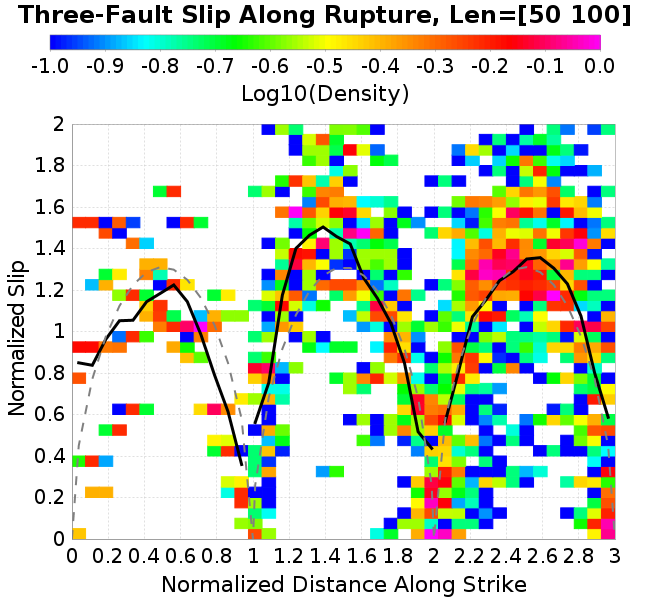 Three-Fault Slip Along Rupture, Len=[50 100]
-1.0 -0.9 -0.8 -0.7 -0.6 -0.5 -0.4 -0.3 -0.2 -0.1 0.0
Log10(Density)
Normalized Slip
2
1.8
1.6
1.4
1.2
1
0.8
0.6
0.4
0.2
0
0 0.2 0.4 0.6 0.8 1 1.2 1.4 1.6 1.8 2 2.2 2.4 2.6 2.8 3
Normalized Distance Along Strike